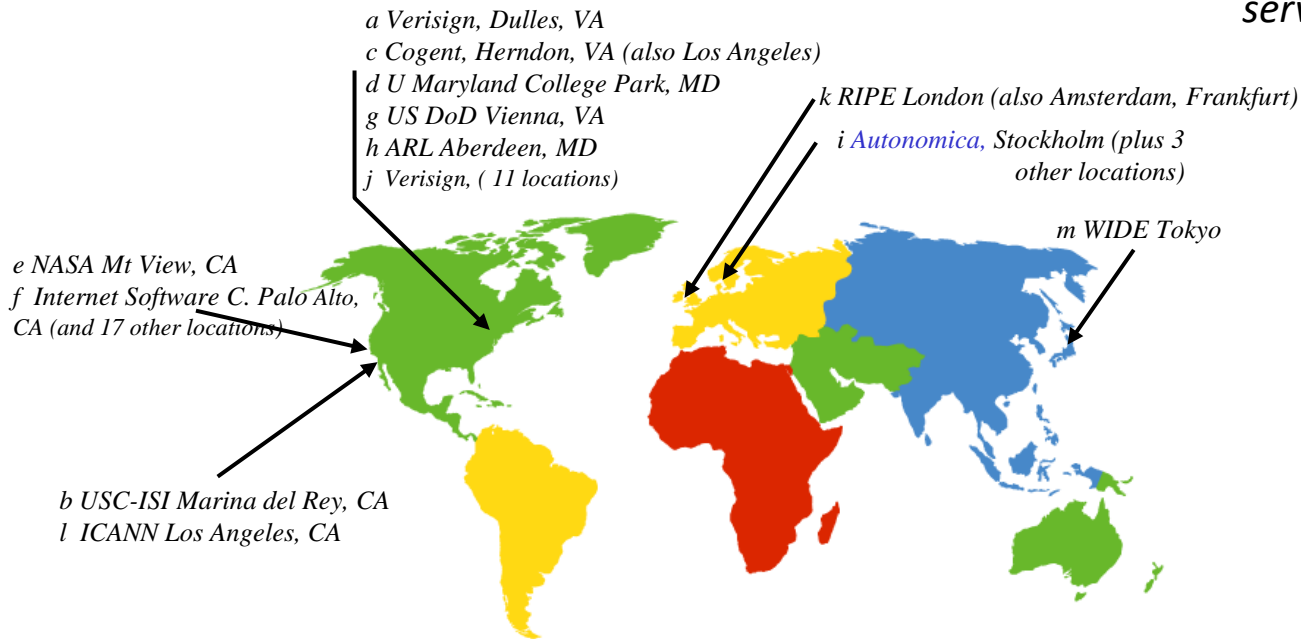 serv
a Verisign, Dulles, VA
c Cogent, Herndon, VA (also Los Angeles)
d U Maryland College Park, MD
g US DoD Vienna, VA
h ARL Aberdeen, MD
j Verisign, ( 11 locations)
k RIPE London (also Amsterdam, Frankfurt)
i Autonomica, Stockholm (plus 3
other locations)
m WIDE Tokyo
e NASA Mt View, CA
f Internet Software C. Palo Alto,
CA (and 17 other locations)
b USC-ISI Marina del Rey, CA
l ICANN Los Angeles, CA